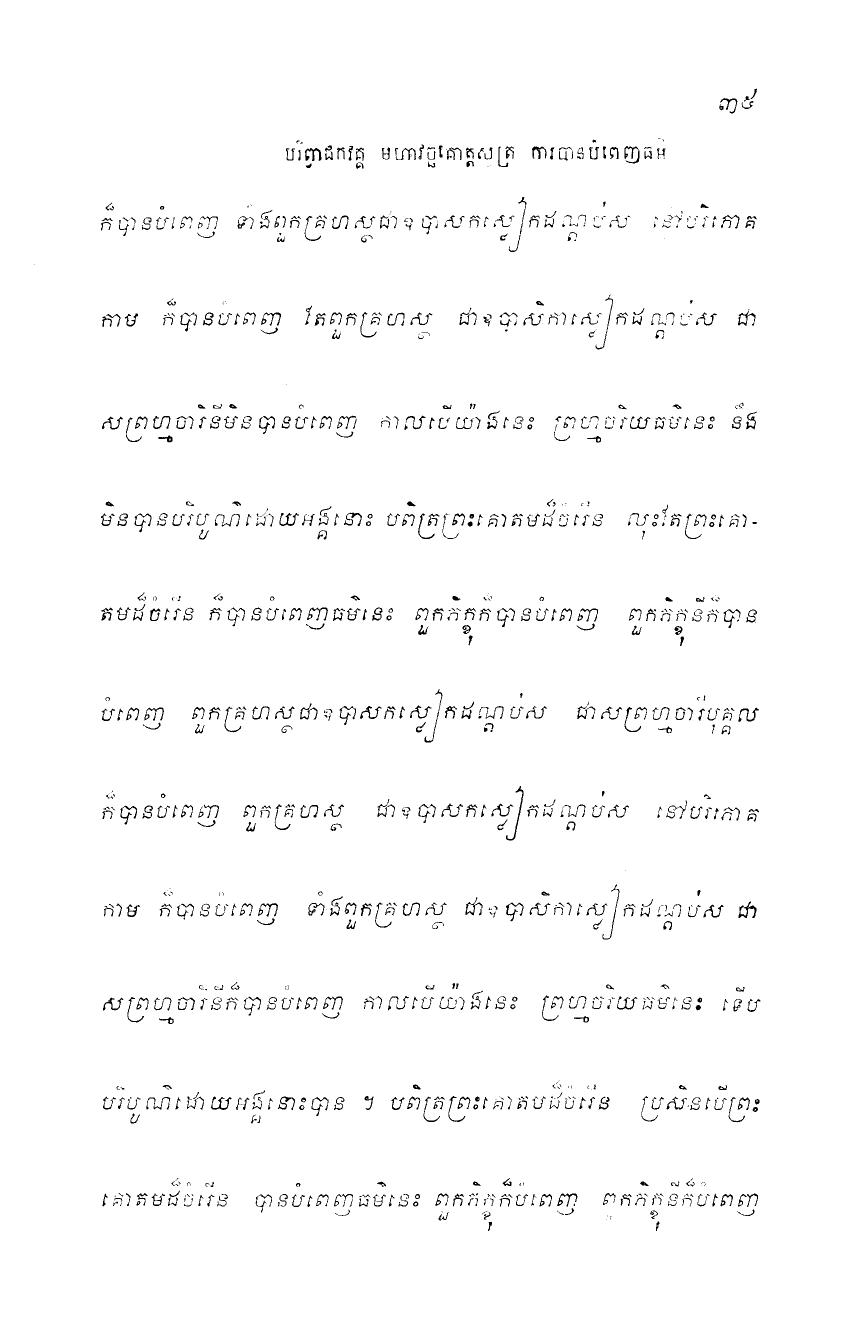 ៣៥
បរិព្វាជកវគ្គ មហាវច្ឆគោត្តសូត្រ ការបានបំពេញធម៌
ក៏បានបំពេញ ទាំងពួកគ្រហស្ថជាឧបាសកស្លៀកដណ្តប់ស នៅបរិភោគ
កាម ក៏បានបំពេញ តែពួកគ្រហស្ថ ជាឧបាសិកាស្លៀកដណ្តប់ស ជា
សព្រហ្មចារិនីមិនបានបំពេញ កាលបើយ៉ាងនេះ ព្រហ្មចរិយធម៌នេះ នឹង
មិនបានបរិបូណ៌ដោយអង្គនោះ បពិត្រព្រះគោតមដ៏ចំរើន លុះតែព្រះគោ-
តមដ៏ចំរើន ក៏បានបំពេញធម៌នេះ ពួកភិក្ខុក៏បានបំពេញ ពួកភិក្ខុនីក៏បាន
បំពេញ ពួកគ្រហស្ថជាឧបាសកស្លៀកដណ្តប់ស ជាសព្រហ្មចារីបុគ្គល
ក៏បានបំពេញ ពួកគ្រហស្ថ ជាឧបាសកស្លៀកដណ្តប់ស នៅបរិភោគ
កាម ក៏បានបំពេញ ទាំងពួកគ្រហស្ថ ជាឧបាសិកាស្លៀកដណ្តប់ស ជា
សព្រហ្មចារិនីក៏បានបំពេញ កាលបើយ៉ាងនេះ ព្រហ្មចរិយធម៌នេះ ទើប
បរិបូណ៌ដោយអង្គនោះបាន ។ បពិត្រព្រះគោតមដ៏ចំរើន ប្រសិនបើព្រះ
គោតមដ៏ចំរើន បានបំពេញធម៌នេះ ពួកភិក្ខុក៏បំពេញ ពួកភិក្ខុនីក៏បំពេញ